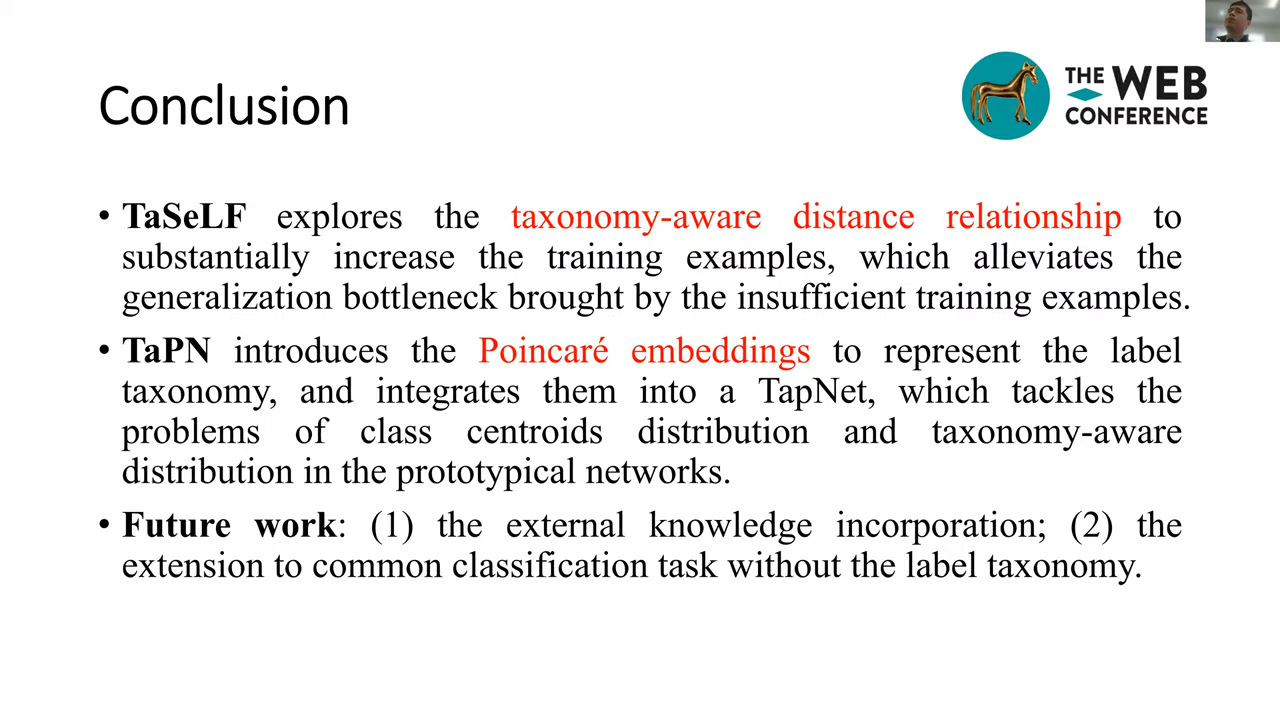 Conclusion
THE WEB
CONFERENCE
• TaSeLF explores the taxonomy-aware distance relationship to
substantially increase the training examples, which alleviates the
generalization bottleneck brought by the insufficient training examples.
• TaPN introduces the Poincaré embeddings to represent the label
taxonomy, and integrates them into a TapNet, which tackles the
problems of class centroids distribution and taxonomy-aware
distribution in the prototypical networks.
• Future work: (1) the external knowledge incorporation; (2) the
extension to common classification task without the label taxonomy.